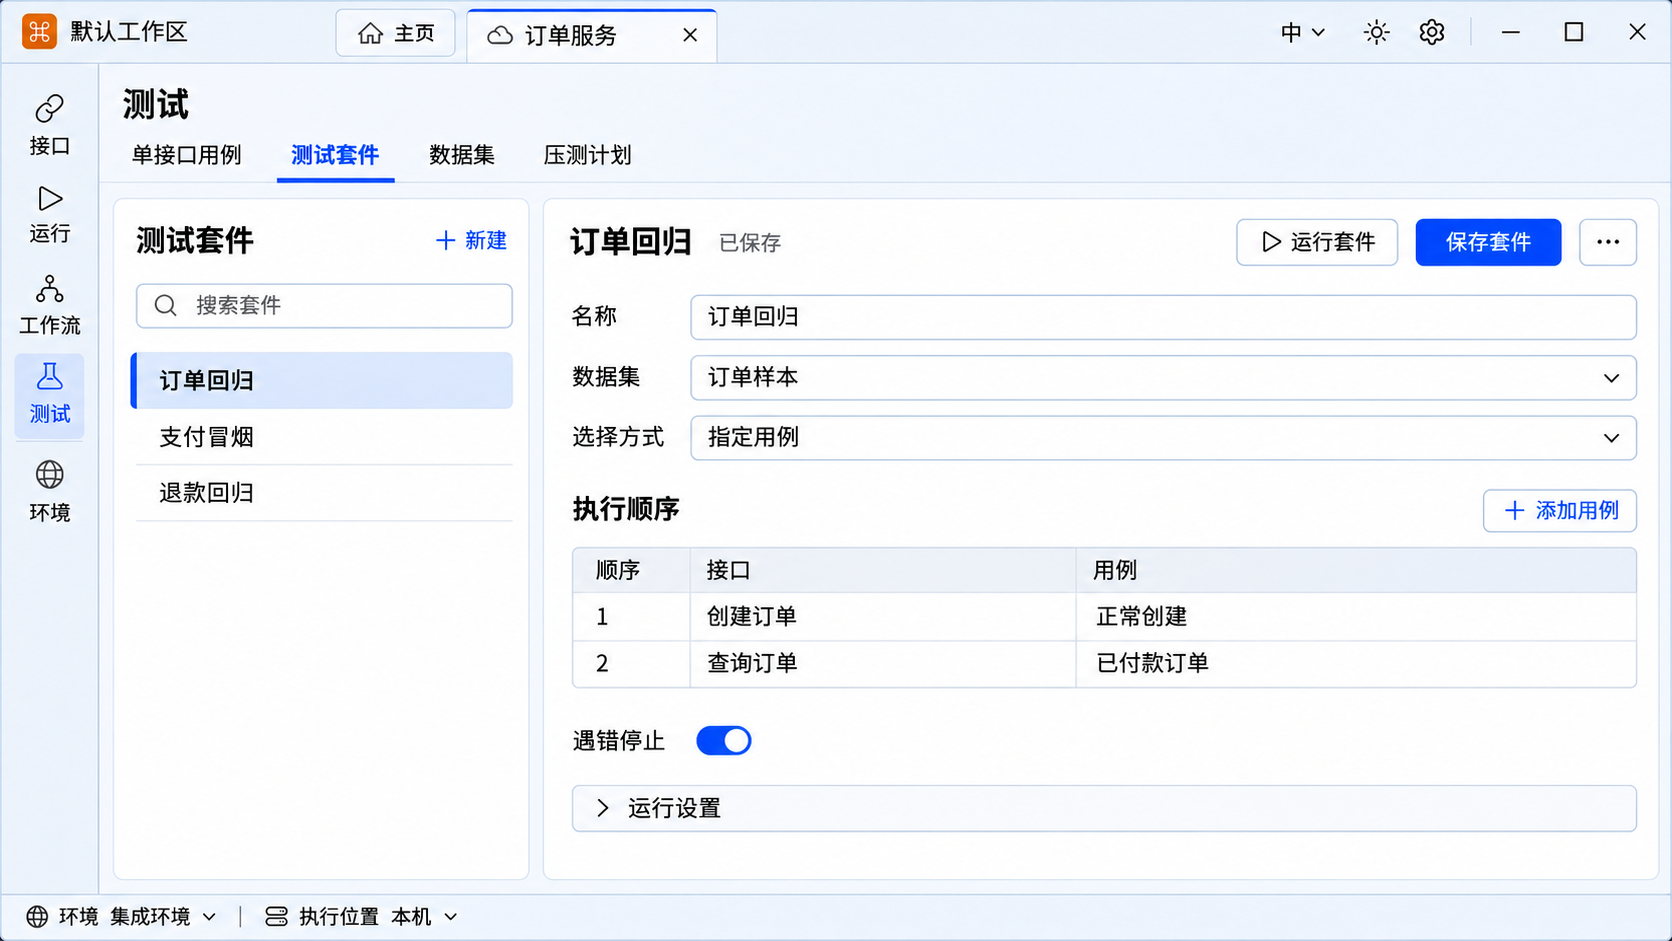 默认工作区
主页
订单服务
中
接口
运行
工作流
测试
环境
测试
单接口用例 测试套件 数据集 压测计划
测试套件
新建
搜索套件
订单回归
支付冒烟
退款回归
订单回归 已保存
运行套件
保存套件
名称 订单回归
数据集 订单样本
选择方式 指定用例
执行顺序
添加用例
顺序 接口 用例
1 创建订单 正常创建
2 查询订单 已付款订单
遇错停止
运行设置
环境 集成环境 执行位置 本机